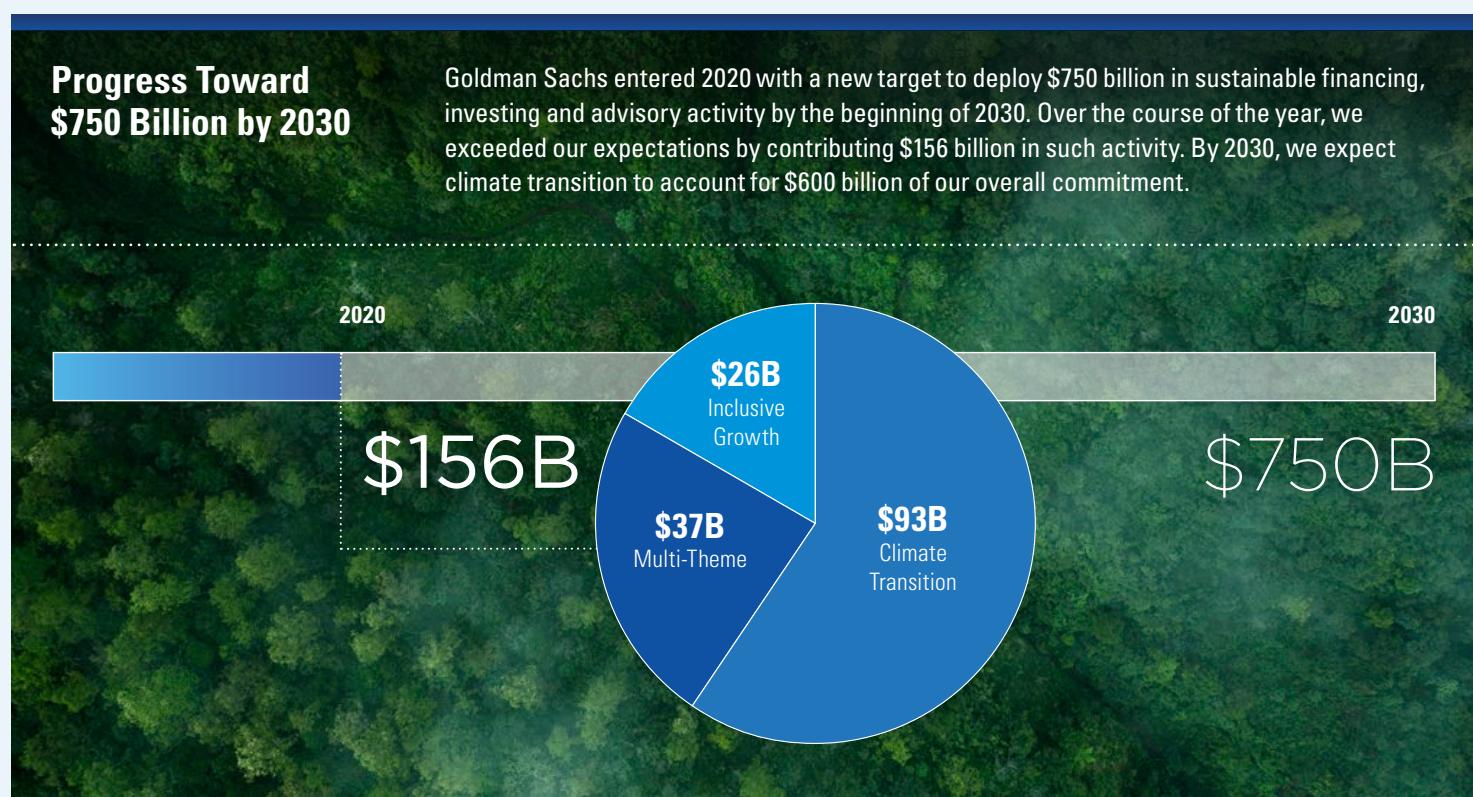 Progress Toward
$750 Billion by 2030
Goldman Sachs entered 2020 with a new target to deploy $750 billion in sustainable financing,
investing and advisory activity by the beginning of 2030. Over the course of the year, we
exceeded our expectations by contributing $156 billion in such activity. By 2030, we expect
climate transition to account for $600 billion of our overall commitment.
2020
2030
$156B
$750B
$26B
Inclusive
Growth
$37B
Multi-Theme
$93B
Climate
Transition